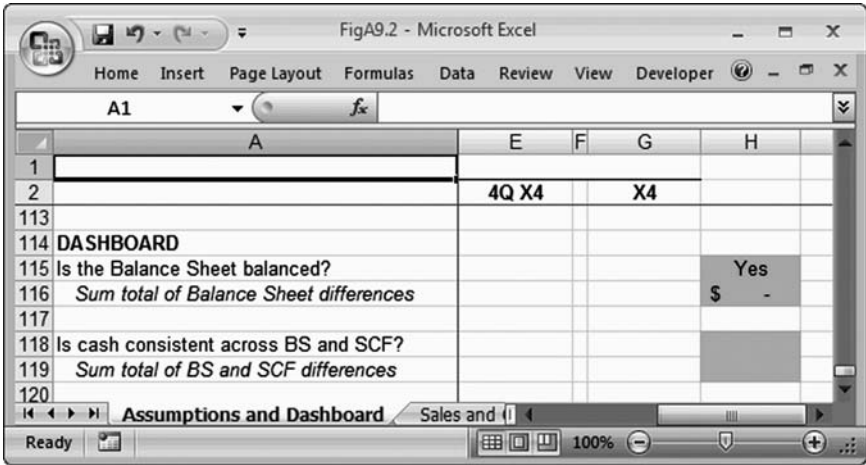 FigA9.2 - Microsoft Excel
Home Insert Page Layout Formulas Data Review View Developer
A1 fx
A E F G H
1
2 4Q X4 X4
113
114 DASHBOARD
115 Is the Balance Sheet balanced? Yes
116 Sum total of Balance Sheet differences $ -
117
118 Is cash consistent across BS and SCF?
119 Sum total of BS and SCF differences
120
Assumptions and Dashboard Sales and
Ready 100%